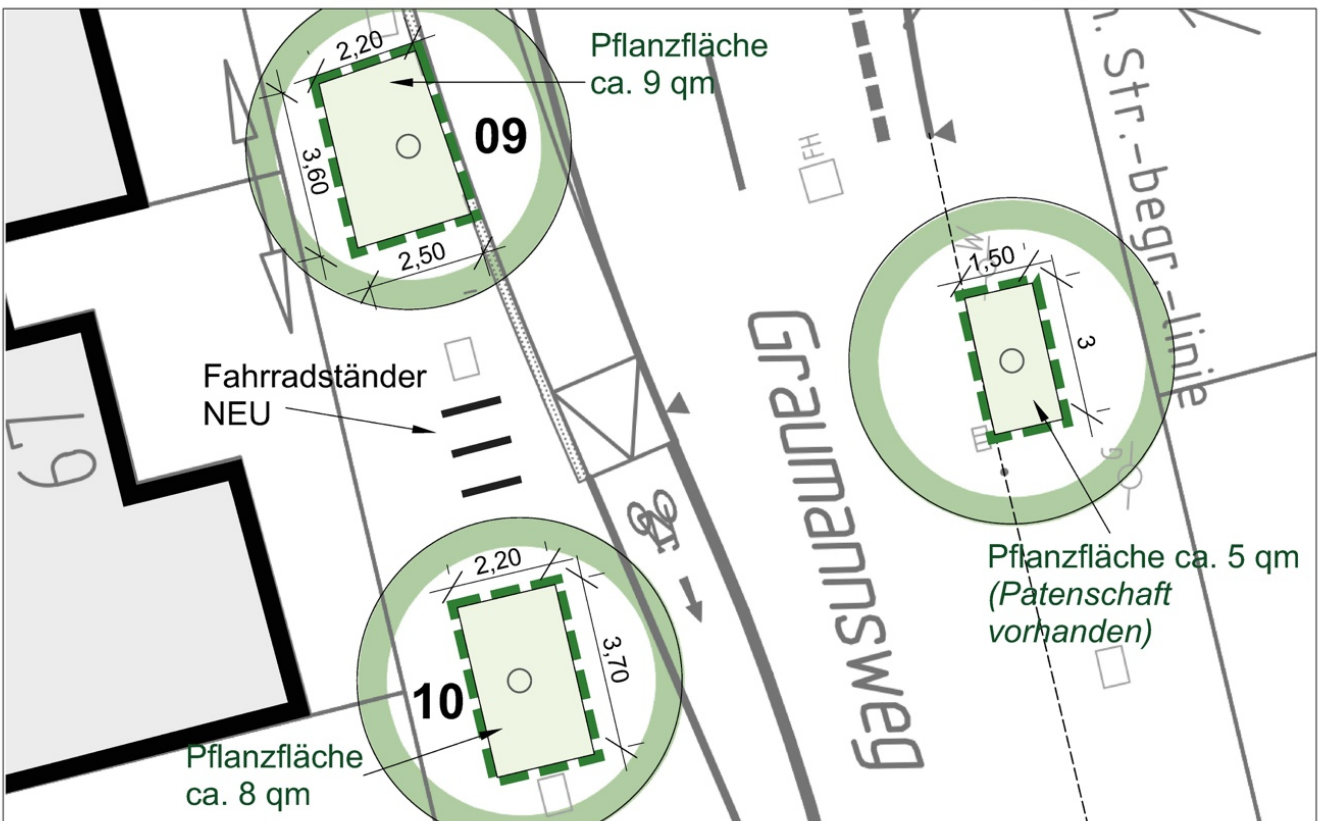 2,20
Pflanzfläche
ca. 9 qm
09
3,60
2,50
FH
. Str.-begr.-linie
W
1,50
3
Fahrradständer
NEU
67
Graumannsweg
G
Pflanzfläche ca. 5 qm
(Patenschaft
vorhanden)
2,20
3,70
10
Pflanzfläche
ca. 8 qm